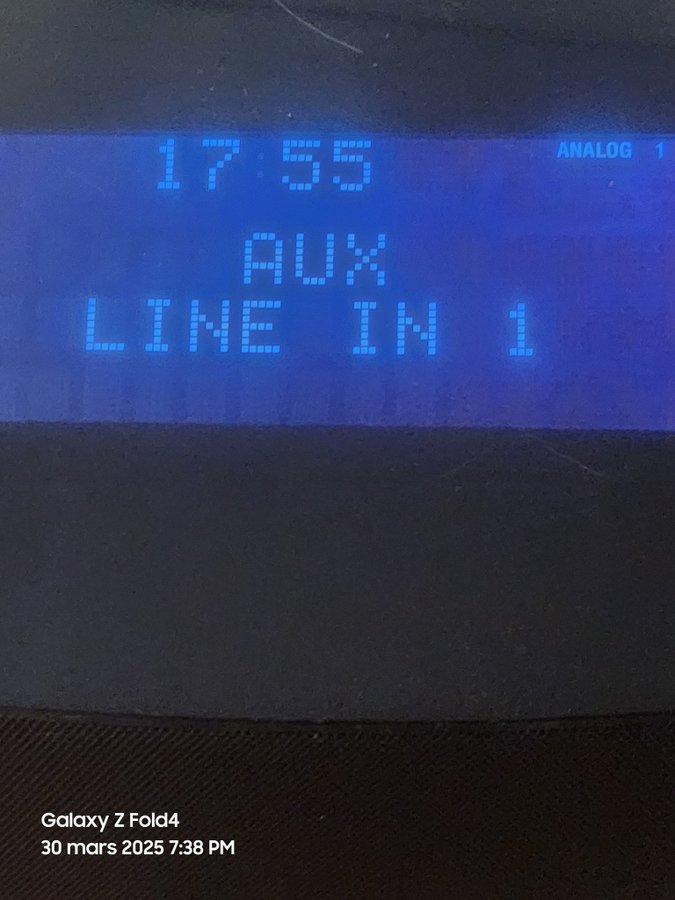 17:55
ANALOG 1
AUX
LINE IN 1
Galaxy Z Fold4
30 mars 2025 7:38 PM